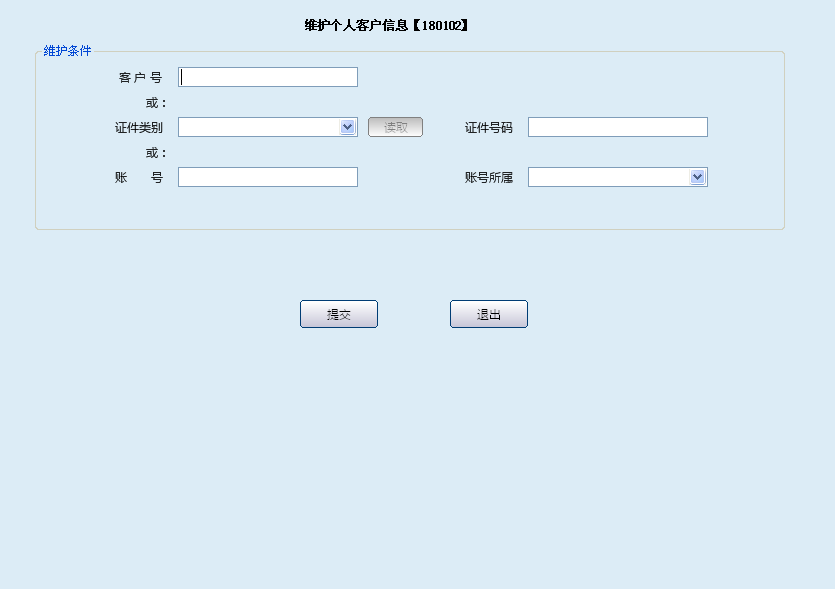 维护个人客户信息【180102】
维护条件
客 户 号
或：
证件类别 读取 证件号码
或：
账 号 账号所属
提交 退出